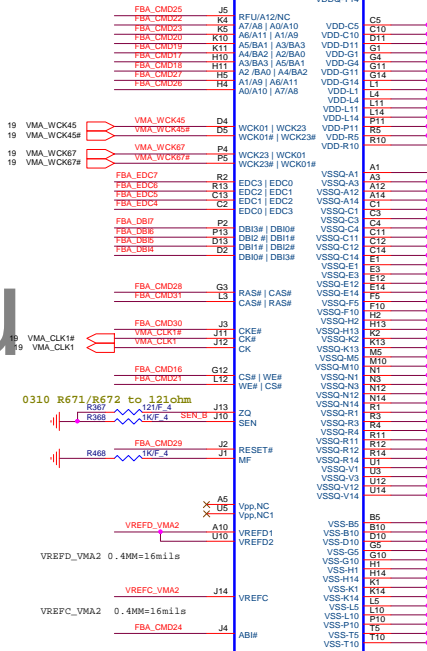 FBA_CMD25 J5 RFU/A12/NC
FBA_CMD22 K4 A7/A8 | A0/A10
FBA_CMD23 K5 A6/A11 | A1/A9
FBA_CMD20 K10 A5/BA1 | A3/BA3
FBA_CMD19 K11 A4/BA2 | A2/BA0
FBA_CMD17 H10 A3/BA3 | A5/BA1
FBA_CMD18 H11 A2 /BA0 | A4/BA2
FBA_CMD27 H5 A1/A9 | A6/A11
FBA_CMD26 H4 A0/A10 | A7/A8
19 VMA_WCK45 VMA_WCK45 D4 WCK01 | WCK23
19 VMA_WCK45# VMA_WCK45# D5 WCK01# | WCK23#
19 VMA_WCK67 VMA_WCK67 P4 WCK23 | WCK01
19 VMA_WCK67# VMA_WCK67# P5 WCK23# | WCK01#
FBA_EDC7 R2 EDC3 | EDC0
FBA_EDC6 R13 EDC2 | EDC1
FBA_EDC5 C13 EDC1 | EDC2
FBA_EDC4 C2 EDC0 | EDC3
FBA_DBI7 P2 DBI3# | DBI0#
FBA_DBI6 P13 DBI2 # | DBI1#
FBA_DBI5 D13 DBI1# | DBI2#
FBA_DBI4 D2 DBI0# | DBI3#
FBA_CMD28 G3 RAS# | CAS#
FBA_CMD31 L3 CAS# | RAS#
FBA_CMD30 J3 CKE#
19 VMA_CLK1# VMA_CLK1# J11 CK#
19 VMA_CLK1 VMA_CLK1 J12 CK
FBA_CMD16 G12 CS# | WE#
FBA_CMD21 L12 WE# | CS#
0310 R671/R672 to 121ohm
R367 121/F_4 J13 ZQ
R368 1K/F_4 SEN_B J10 SEN
FBA_CMD29 J2 RESET#
R468 1K/F_4 J1 MF
A5 Vpp,NC
U5 Vpp,NC1
VREFD_VMA2 A10 VREFD1
U10 VREFD2
VREFD_VMA2 0.4MM=16mils
VREFC_VMA2 J14 VREFC
VREFC_VMA2 0.4MM=16mils
FBA_CMD24 J4 ABI#
VDD-C5 C5
VDD-C10 C10
VDD-D11 D11
VDD-G1 G1
VDD-G4 G4
VDD-G11 G11
VDD-G14 G14
VDD-L1 L1
VDD-L4 L4
VDD-L11 L11
VDD-L14 L14
VDD-P11 P11
VDD-R5 R5
VDD-R10 R10
VSSQ-A1 A1
VSSQ-A3 A3
VSSQ-A12 A12
VSSQ-A14 A14
VSSQ-C1 C1
VSSQ-C3 C3
VSSQ-C4 C4
VSSQ-C11 C11
VSSQ-C12 C12
VSSQ-C14 C14
VSSQ-E1 E1
VSSQ-E3 E3
VSSQ-E12 E12
VSSQ-E14 E14
VSSQ-F5 F5
VSSQ-F10 F10
VSSQ-H2 H2
VSSQ-H13 H13
VSSQ-K2 K2
VSSQ-K13 K13
VSSQ-M5 M5
VSSQ-M10 M10
VSSQ-N1 N1
VSSQ-N3 N3
VSSQ-N12 N12
VSSQ-N14 N14
VSSQ-R1 R1
VSSQ-R3 R3
VSSQ-R4 R4
VSSQ-R11 R11
VSSQ-R12 R12
VSSQ-R14 R14
VSSQ-V1 U1
VSSQ-V3 U3
VSSQ-V12 U12
VSSQ-V14 U14
VSS-B5 B5
VSS-B10 B10
VSS-D10 D10
VSS-G5 G5
VSS-G10 G10
VSS-H1 H1
VSS-H14 H14
VSS-K1 K1
VSS-K14 K14
VSS-L5 L5
VSS-L10 L10
VSS-P10 P10
VSS-T5 T5
VSS-T10 T10